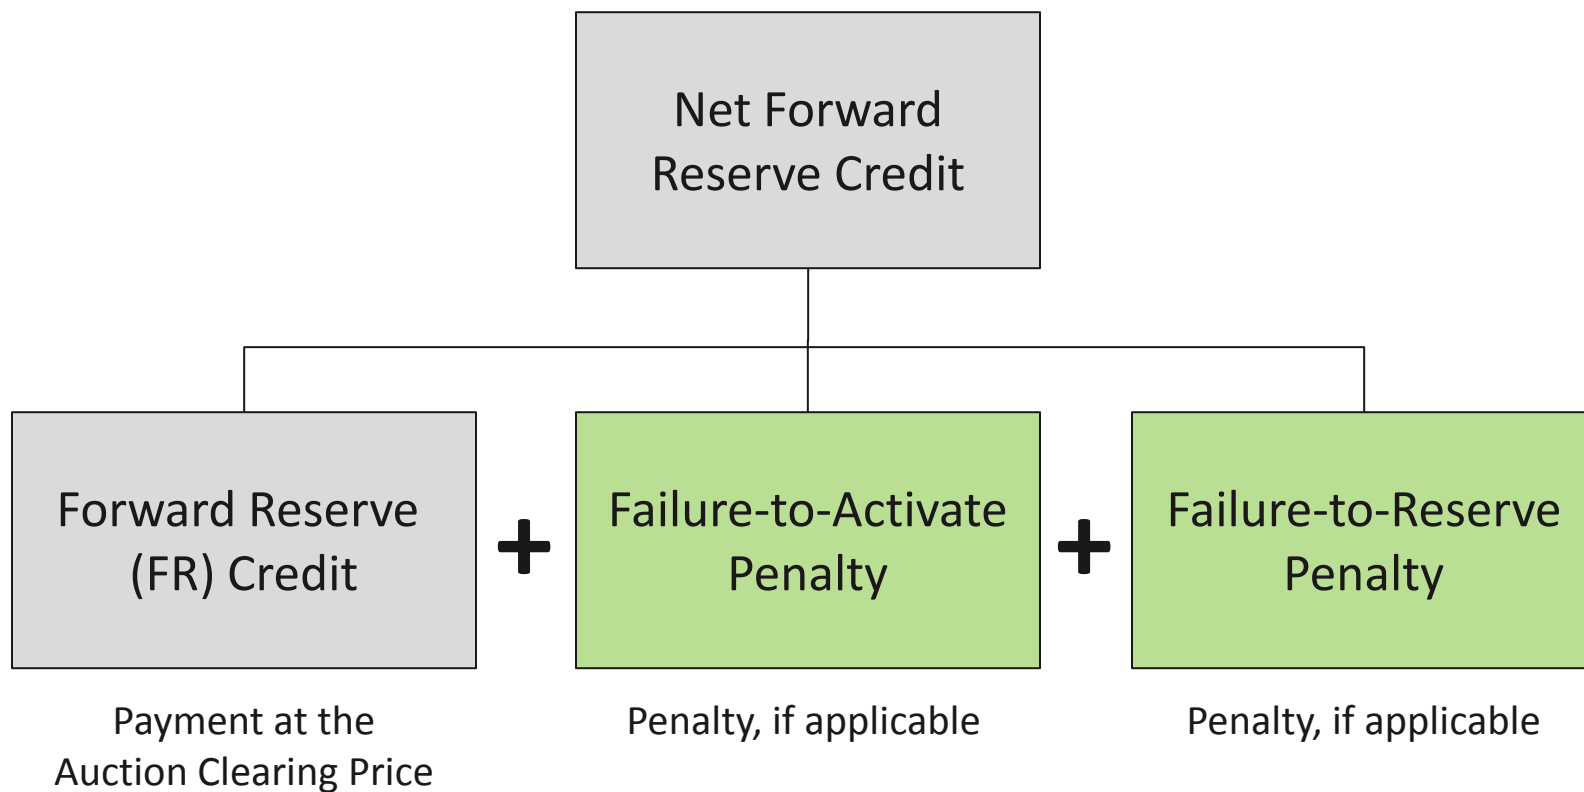 Net Forward
Reserve Credit
Forward Reserve
(FR) Credit
+
Failure-to-Activate
Penalty
+
Failure-to-Reserve
Penalty
Payment at the
Auction Clearing Price
Penalty, if applicable
Penalty, if applicable